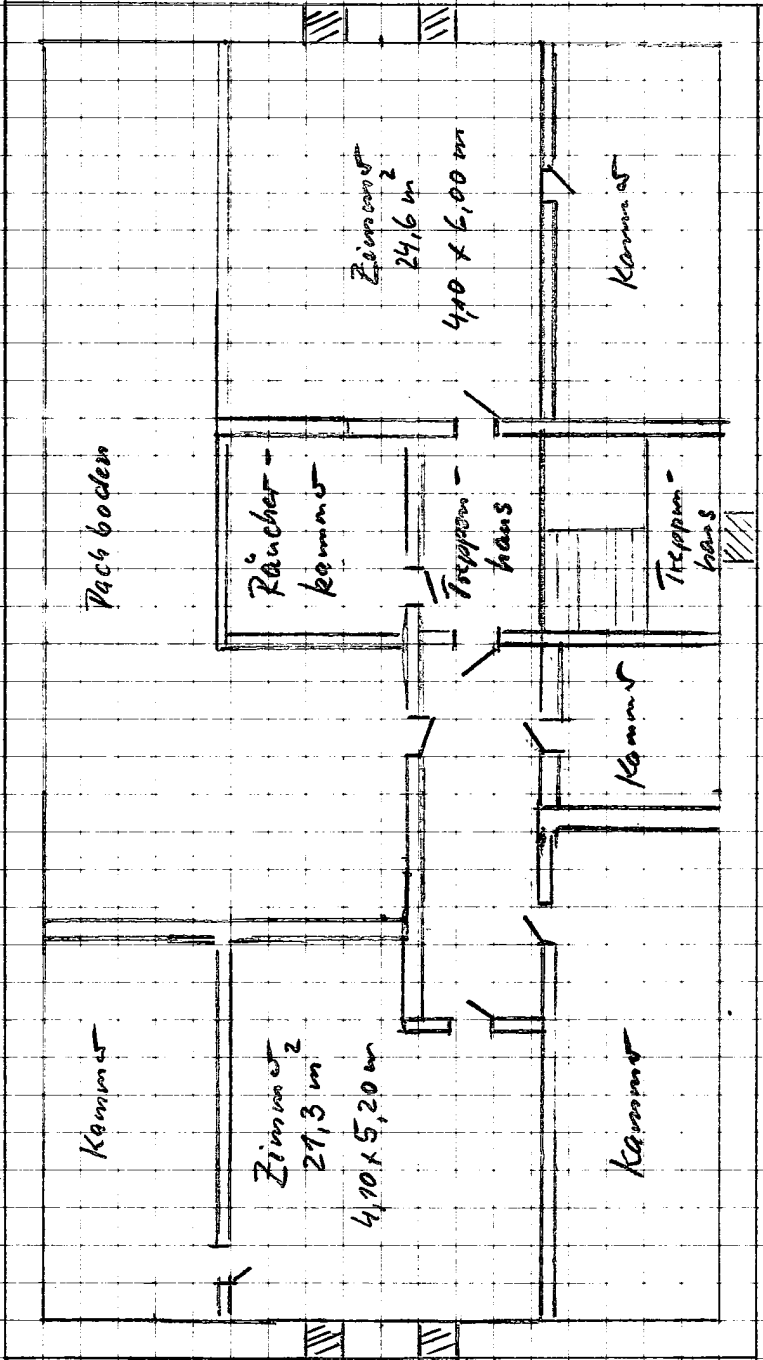 Kammer
Dachboden
Zimmer
21,3 m²
4,10 x 5,20 m
Räucher-
kammer
Treppen-
haus
Zimmer
24,6 m²
4,10 x 6,00 m
Kammer
Kammer
Treppen-
haus
Kammer